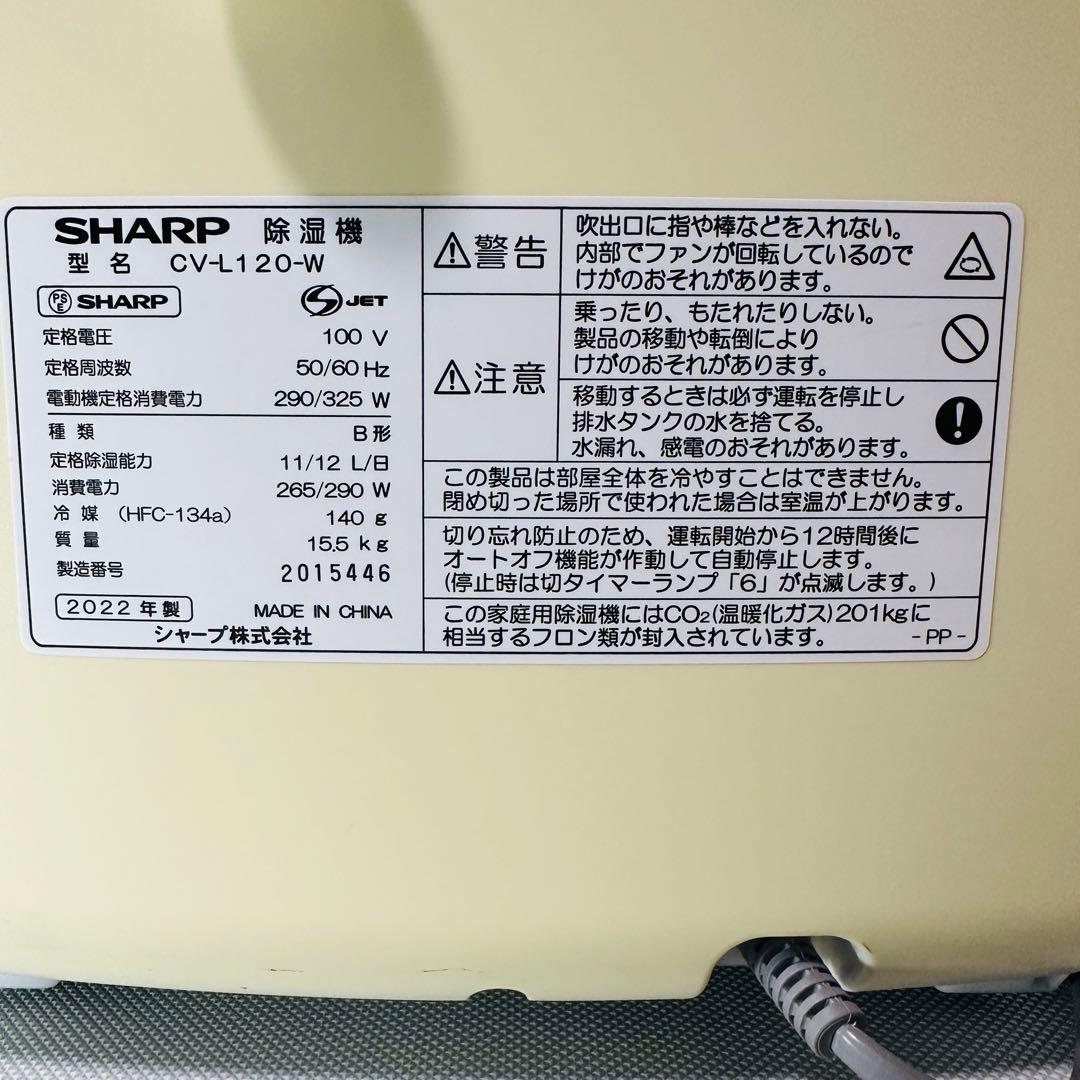 SHARP 除湿機
型名 CV-L120-W
PSE SHARP
S JET
定格電圧 100 V
定格周波数 50/60 Hz
電動機定格消費電力 290/325 W
種類 B形
定格除湿能力 11/12 L/日
消費電力 265/290 W
冷媒 (HFC-134a) 140 g
質量 15.5 kg
製造番号 2015446
2022年製 MADE IN CHINA
シャープ株式会社
警告
吹出口に指や棒などを入れない。
内部でファンが回転しているので
けがのおそれがあります。
注意
乗ったり、もたれたりしない。
製品の移動や転倒により
けがのおそれがあります。
移動するときは必ず運転を停止し
排水タンクの水を捨てる。
水漏れ、感電のおそれがあります。
この製品は部屋全体を冷やすことはできません。
閉め切った場所で使われた場合は室温が上がります。
切り忘れ防止のため、運転開始から12時間後に
オートオフ機能が作動して自動停止します。
(停止時は切タイマーランプ「6」が点滅します。)
この家庭用除湿機にはCO₂(温暖化ガス)201kgに
相当するフロン類が封入されています。 -PP-